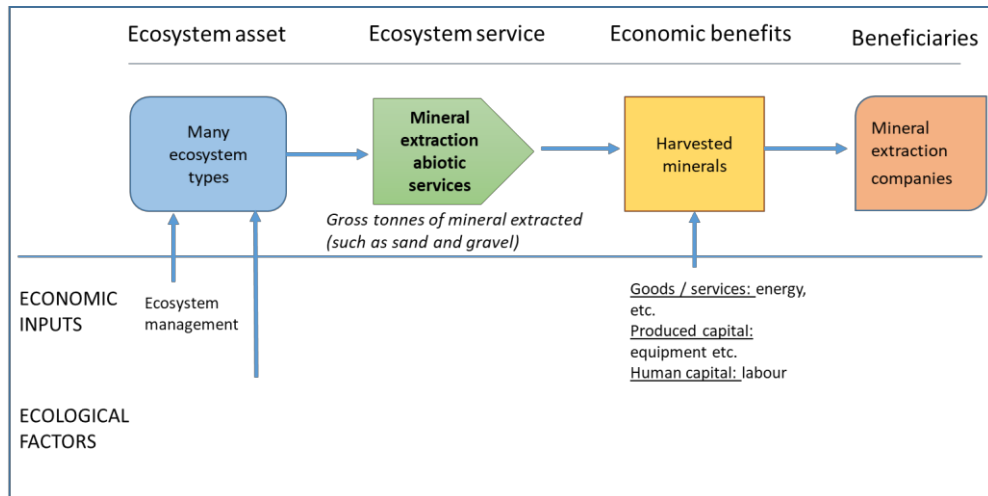 Ecosystem asset
Ecosystem service
Economic benefits
Beneficiaries
Many
ecosystem
types
Mineral
extraction
abiotic
services
Harvested
minerals
Mineral
extraction
companies
Gross tonnes of mineral extracted
(such as sand and gravel)
ECONOMIC
INPUTS
Ecosystem
management
Goods / services: energy,
etc.
Produced capital:
equipment etc.
Human capital: labour
ECOLOGICAL
FACTORS